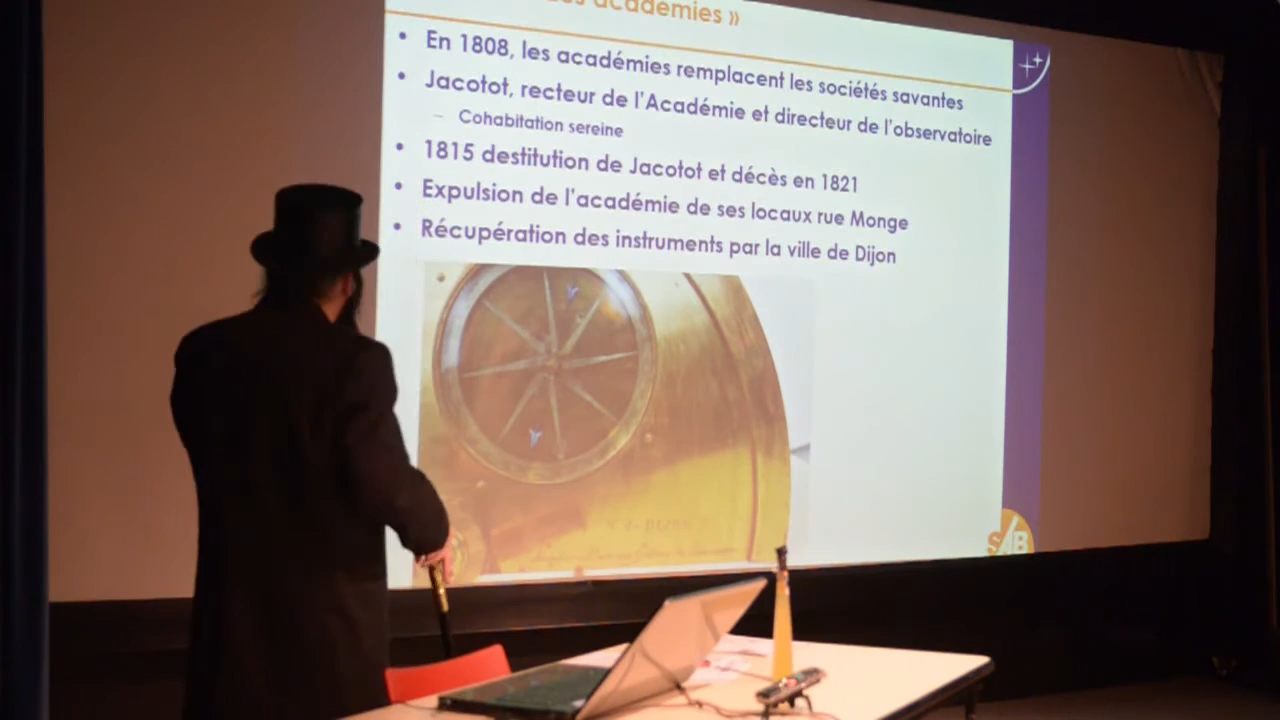 académies »
• En 1808, les académies remplacent les sociétés savantes
• Jacotot, recteur de l'Académie et directeur de l'observatoire
– Cohabitation sereine
• 1815 destitution de Jacotot et décès en 1821
• Expulsion de l'académie de ses locaux rue Monge
• Récupération des instruments par la ville de Dijon
SAB